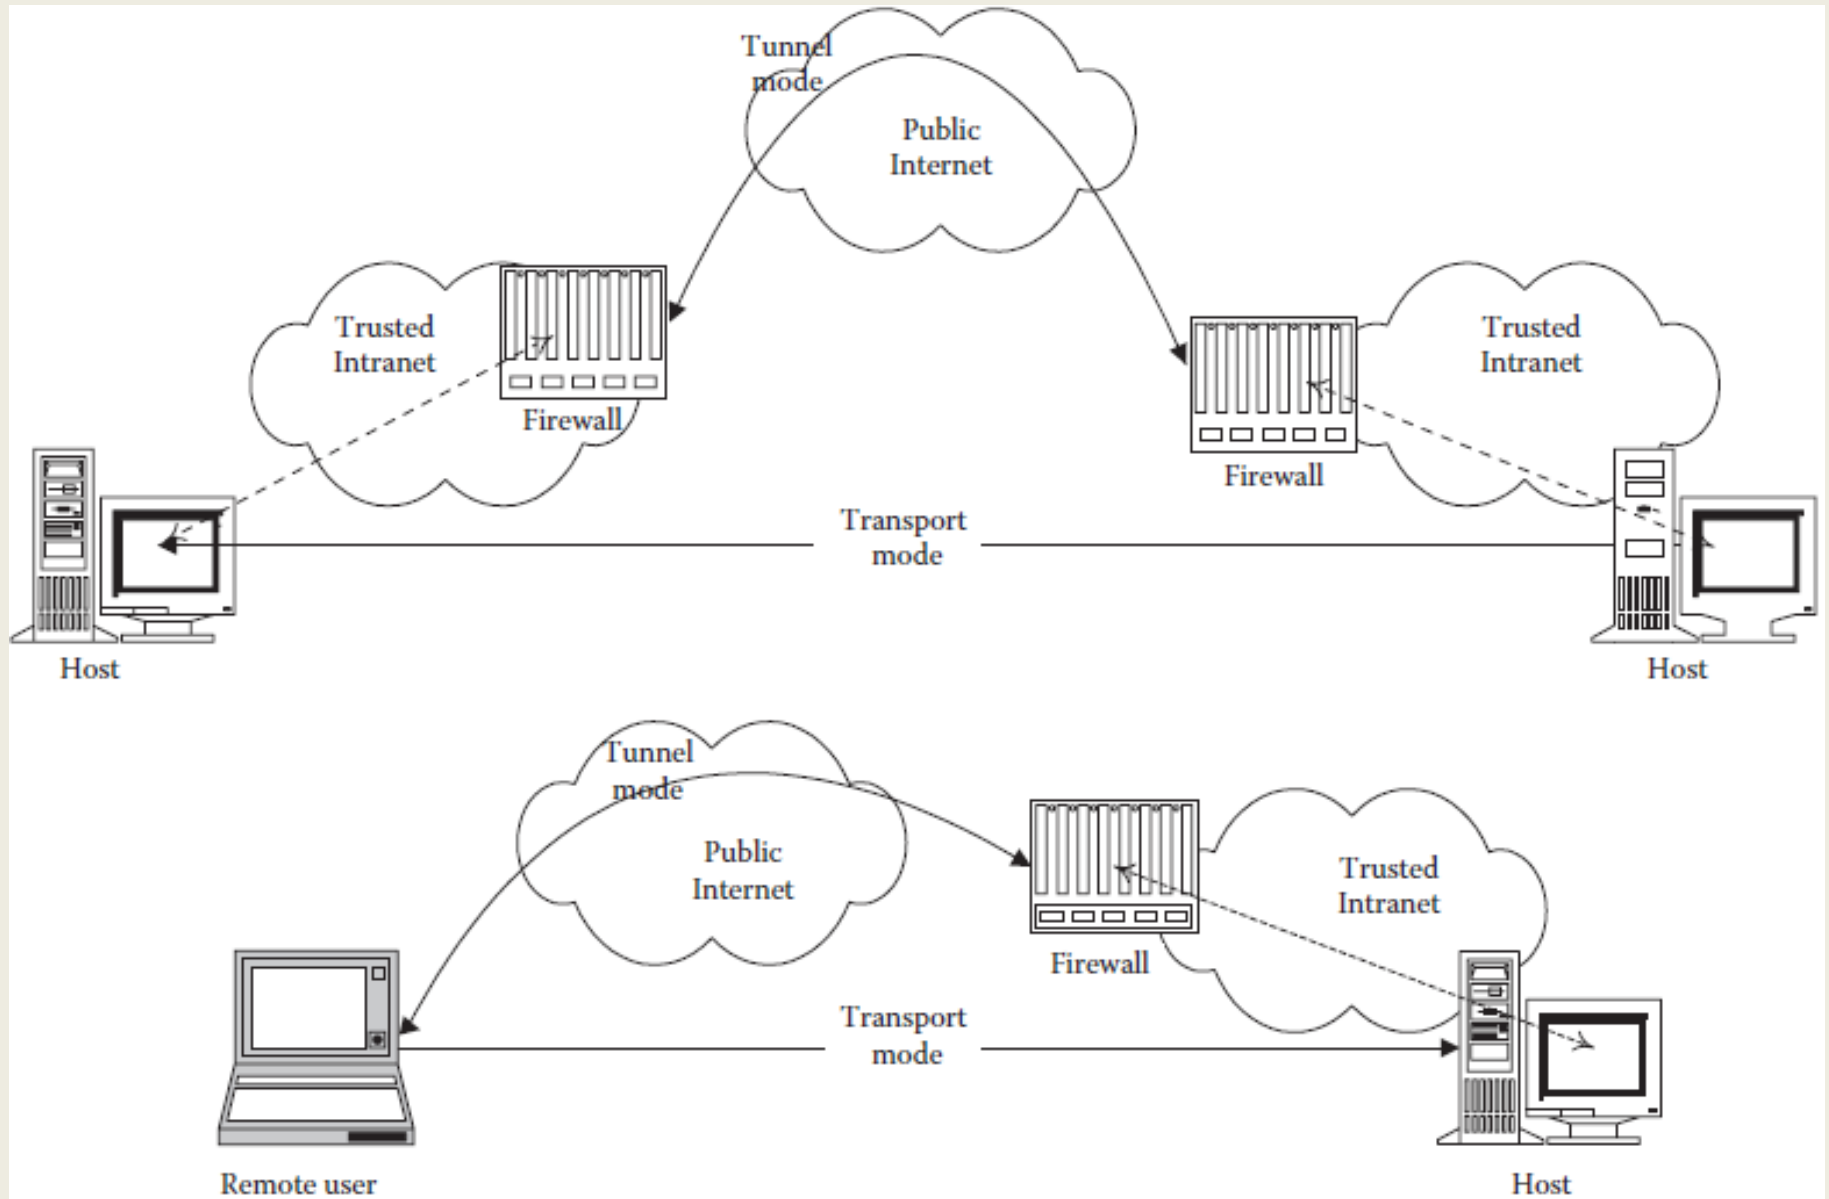 Tunnel
mode
Public
Internet
Trusted
Intranet
Firewall
Trusted
Intranet
Firewall
Transport
mode
Host
Host
Tunnel
mode
Public
Internet
Trusted
Intranet
Firewall
Transport
mode
Remote user
Host